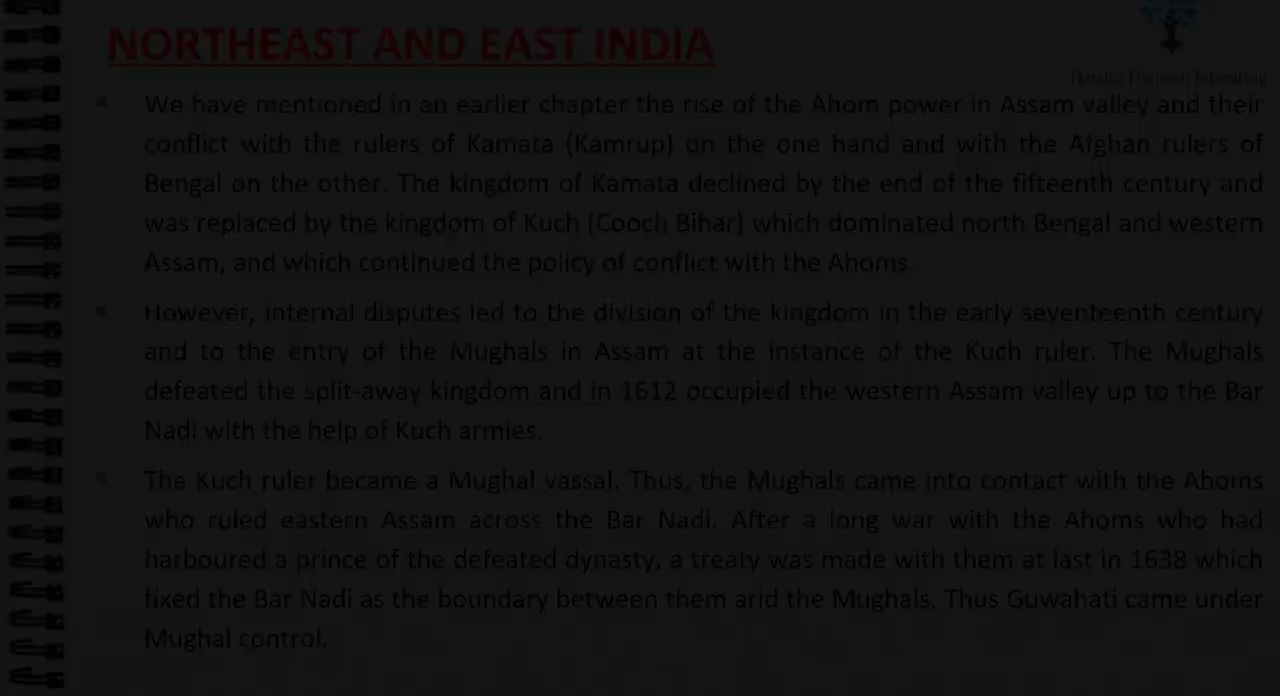 NORTHEAST AND EAST INDIA
We have mentioned in an earlier chapter the rise of the Ahom power in Assam valley and their
conflict with the rulers of Kamata (Kamrup) on the one hand and with the Afghan rulers of
Bengal on the other. The kingdom of Kamata declined by the end of the fifteenth century and
was replaced by the kingdom of Kuch (Cooch Bihar) which dominated north Bengal and western
Assam, and which continued the policy of conflict with the Ahoms.
However, internal disputes led to the division of the kingdom in the early seventeenth century
and to the entry of the Mughals in Assam at the instance of the Kuch ruler. The Mughals
defeated the split-away kingdom and in 1612 occupied the western Assam valley up to the Bar
Nadi with the help of Kuch armies.
The Kuch ruler became a Mughal vassal. Thus, the Mughals came into contact with the Ahoms
who ruled eastern Assam across the Bar Nadi. After a long war with the Ahoms who had
harboured a prince of the defeated dynasty, a treaty was made with them at last in 1638 which
fixed the Bar Nadi as the boundary between them arid the Mughals. Thus Guwahati came under
Mughal control.